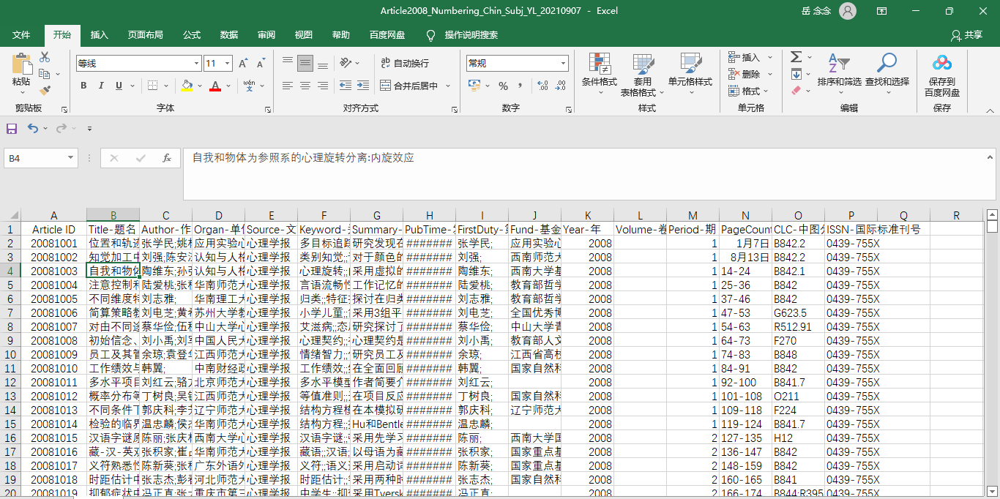 Article2008_Numbering_Chin_Subj_YL_20210907 - Excel
岳 念念
文件 开始 插入 页面布局 公式 数据 审阅 视图 帮助 百度网盘 操作说明搜索 共享
等线 11 自动换行 常规 插入
粘贴 条件格式 套用 单元格样式 删除 排序和筛选 查找和选择 保存到
B I U A wén 文 合并后居中 % 表格格式 格式 百度网盘
剪贴板 字体 对齐方式 数字 样式 单元格 编辑 保存
B4 fx 自我和物体为参照系的心理旋转分离:内旋效应
A B C D E F G H I J K L M N O P Q R
1 Article ID Title-题名 Author-作 Organ-单位 Source-文 Keyword- Summary- PubTime- FirstDuty- Fund-基金 Year-年 Volume-卷 Period-期 PageCount CLC-中图分 ISSN-国际标准刊号
2 20081001 位置和轨迹 张学民;姚 应用实验心 心理学报 多目标追踪 研究发现在 ####### 张学民; 应用实验心 2008 1 1月7日 B842.2 0439-755X
3 20081002 知觉加工中 刘强;陈安 认知与人格 心理学报 类别知觉; 对于颜色的 ####### 刘强; 西南师范大 2008 1 8月13日 B842.2 0439-755X
4 20081003 自我和物体 陶维东;孙 认知与人格 心理学报 心理旋转; 采用虚拟的 ####### 陶维东; 西南大学基 2008 1 14-24 B842.1 0439-755X
5 20081004 注意控制和 陆爱桃;张积 华南师范大 心理学报 言语流畅性 工作记忆的 ####### 陆爱桃; 教育部哲学 2008 1 25-36 B842 0439-755X
6 20081005 不同维度特 刘志雅; 华南理工大 心理学报 归类;;特征 探讨在归类 ####### 刘志雅; 教育部哲学 2008 1 37-46 B842 0439-755X
7 20081006 简算策略教 刘电芝;黄希 苏州大学教 心理学报 小学儿童; 采用3组平 ####### 刘电芝; 全国优秀博 2008 1 47-53 G623.5 0439-755X
8 20081007 对由不同途 蔡华俭;伍秋 中山大学心 心理学报 艾滋病;;态 研究探讨了 ####### 蔡华俭; 中山大学青 2008 1 54-63 R512.91 0439-755X
9 20081008 初始信念、 刘小禹;刘军 中国人民大 心理学报 心理契约; 心理契约是 ####### 刘小禹; 教育部人文 2008 1 64-73 F270 0439-755X
10 20081009 员工及其管 余琼;袁登华 江西师范大 心理学报 情绪智力; 研究员工及 ####### 余琼; 江西省高校 2008 1 74-83 B848 0439-755X
11 20081010 工作绩效与 韩翼; 中南财经政 心理学报 工作绩效; 在全面回顾 ####### 韩翼; 国家自然科 2008 1 84-91 B842 0439-755X
12 20081011 多水平项目 刘红云;骆方 北京师范大 心理学报 多水平模型 作者简要介 ####### 刘红云; 2008 1 92-100 B841.7 0439-755X
13 20081012 概率分布等 丁树良;吴锐 江西师范大 心理学报 等值准则; 在项目反应 ####### 丁树良; 国家自然科 2008 1 101-108 O211 0439-755X
14 20081013 不同条件下 郭庆科;李芳 辽宁师范大 心理学报 结构方程模 在本模拟研 ####### 郭庆科; 辽宁师范大 2008 1 109-118 F224 0439-755X
15 20081014 检验的临界 温忠麟;侯杰 华南师范大 心理学报 结构方程; Hu和Bentle ####### 温忠麟; 2008 1 119-124 B841.7 0439-755X
16 20081015 汉语字谜原 陈丽;张庆林 西南大学心 心理学报 汉语字谜; 采用先学习 ####### 陈丽; 西南大学国 2008 2 127-135 H12 0439-755X
17 20081016 藏-汉-英双 张积家;崔占 华南师范大 心理学报 藏语;;汉语; 以母语为藏 ####### 张积家; 国家重点基 2008 2 136-147 B842 0439-755X
18 20081017 义符熟悉性 陈新葵;张积 广东外语外 心理学报 义符;;语义 采用启动词 ####### 陈新葵; 国家重点基 2008 2 148-159 B842 0439-755X
19 20081018 时距估计中 张志杰;彭春 河北师范大 心理学报 时距估计; 采用两种时 ####### 张志杰; 国家自然科 2008 2 160-165 B841 0439-755X
20 20081019 抑郁症状中 冯正直;张大 重庆市第三 心理学报 中学生;;抑郁 采用Tversk ####### 冯正直; 2008 2 166-174 B844;R395 0439-755X